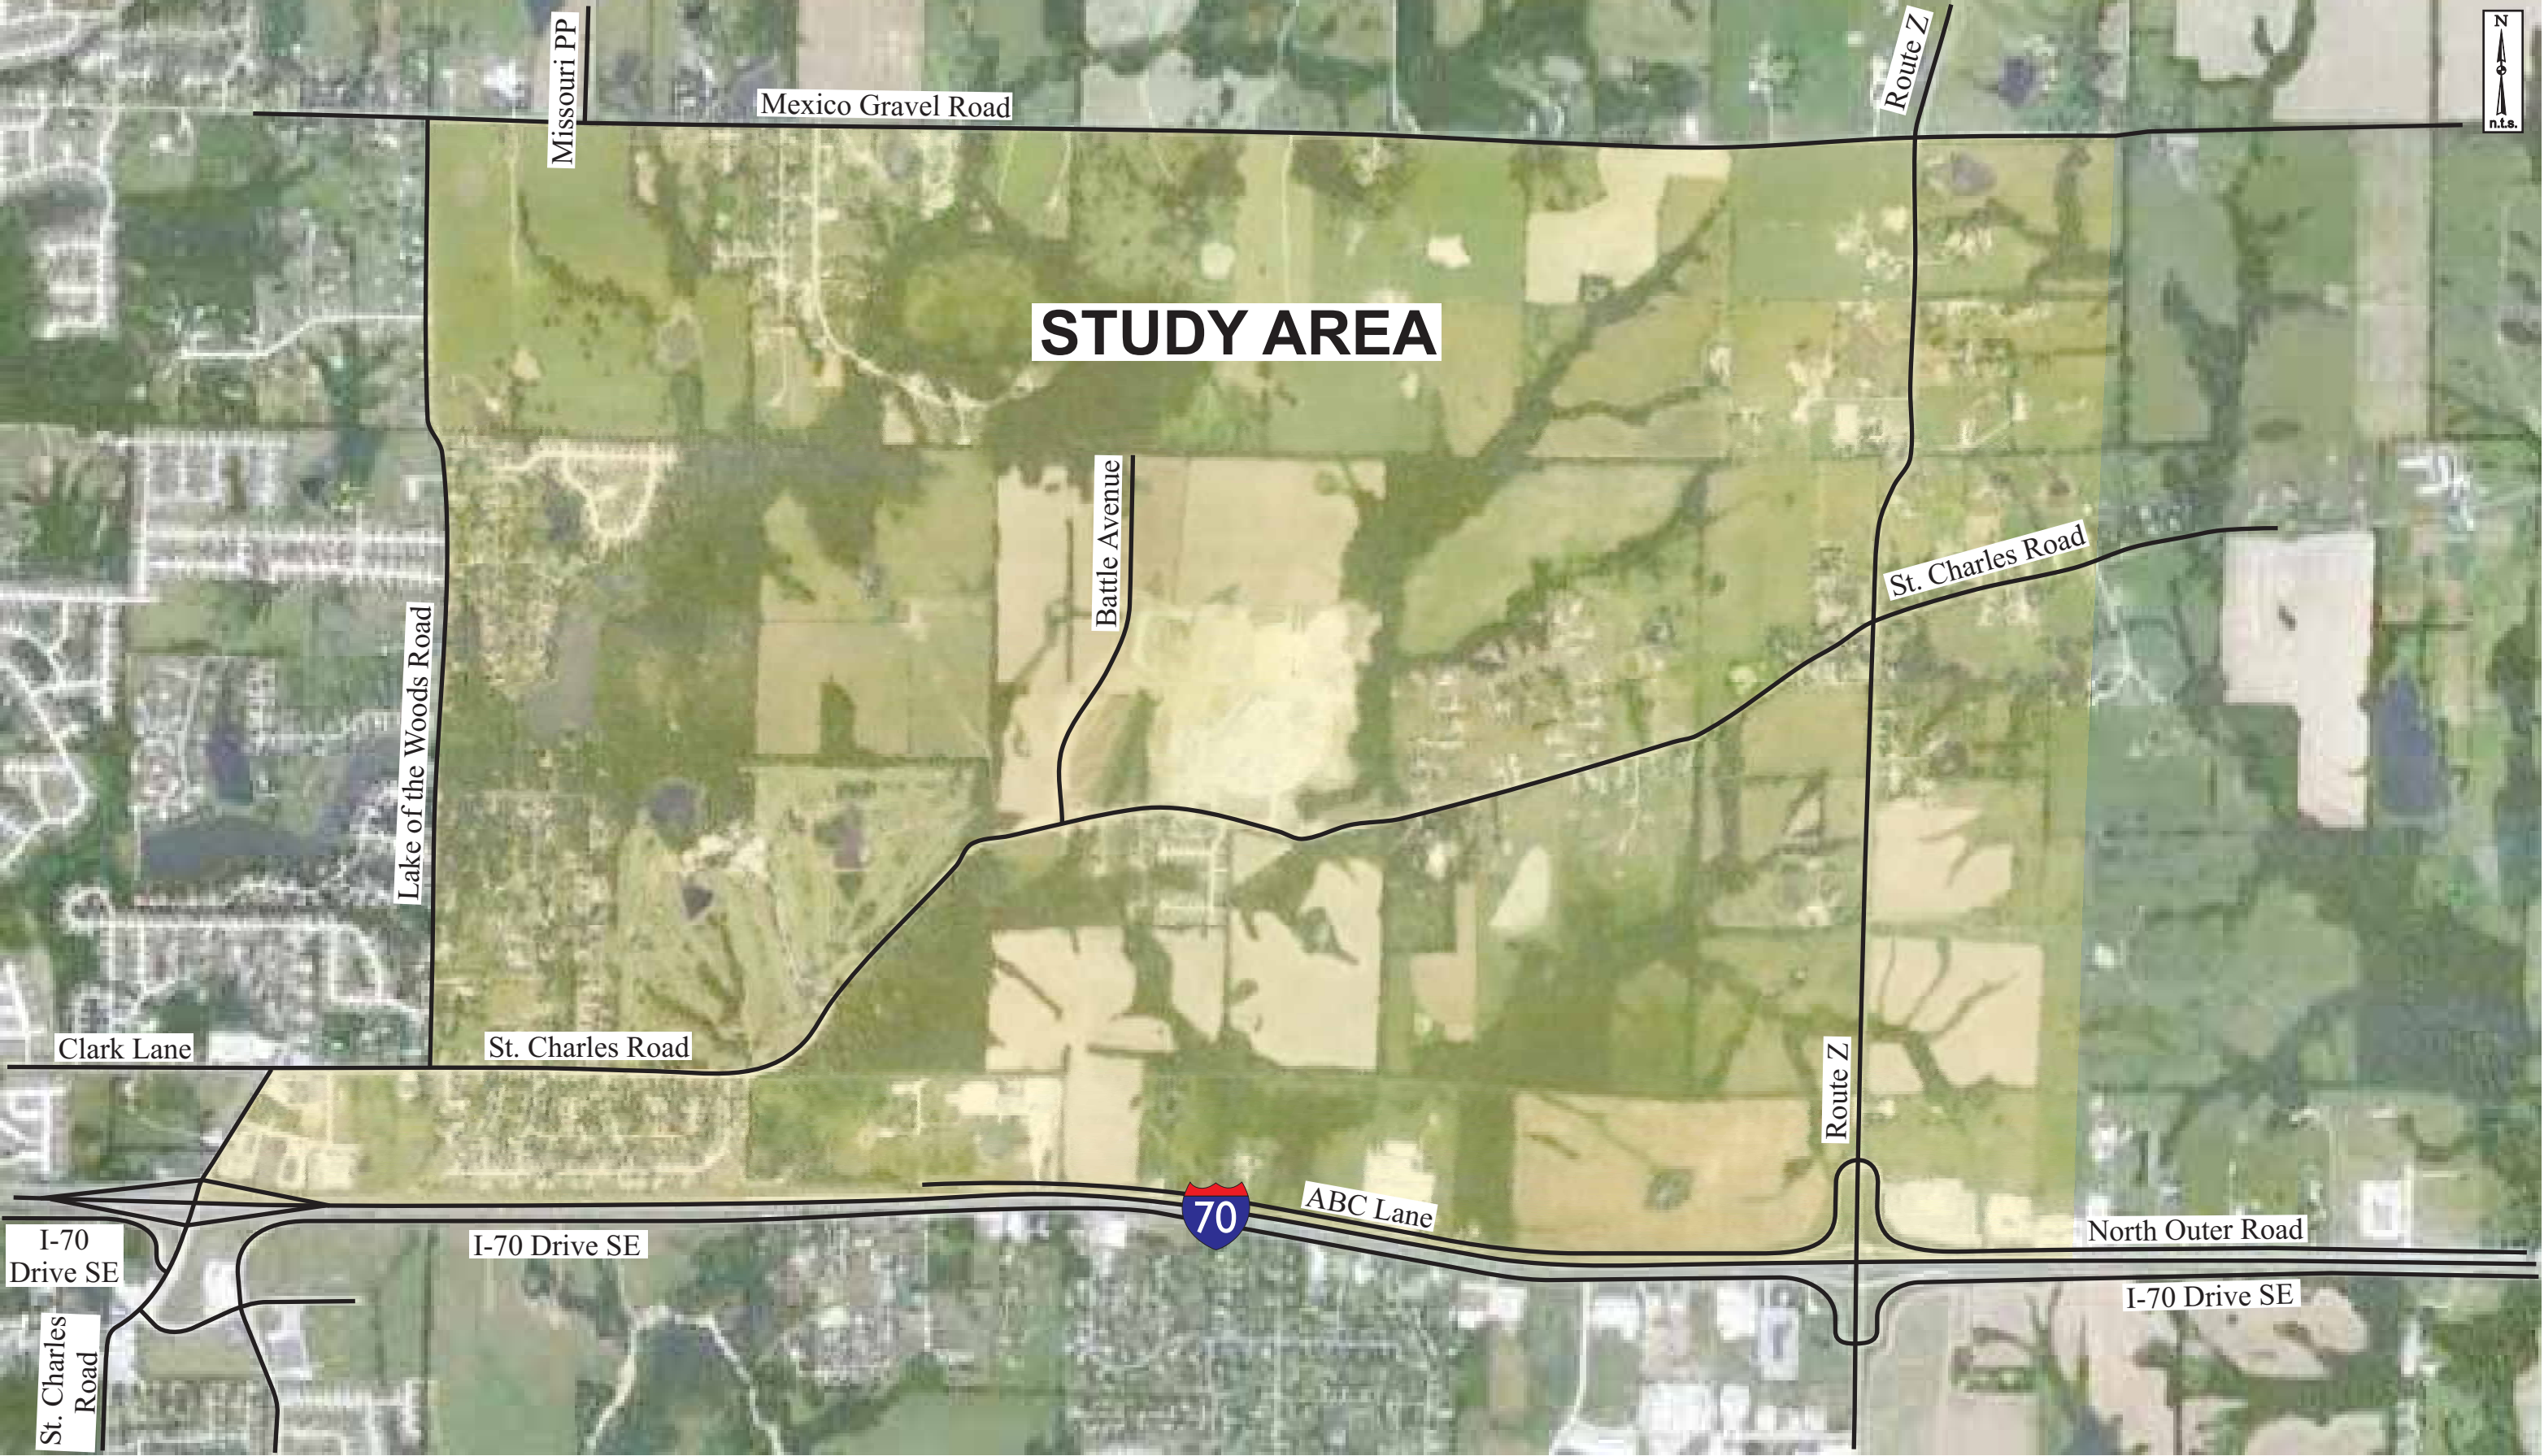 Missouri PP
Route Z
N
n.t.s.
Mexico Gravel Road
STUDY AREA
Battle Avenue
St. Charles Road
Lake of the Woods Road
Clark Lane
St. Charles Road
Route Z
70
ABC Lane
North Outer Road
I-70
Drive SE
I-70 Drive SE
I-70 Drive SE
St. Charles
Road